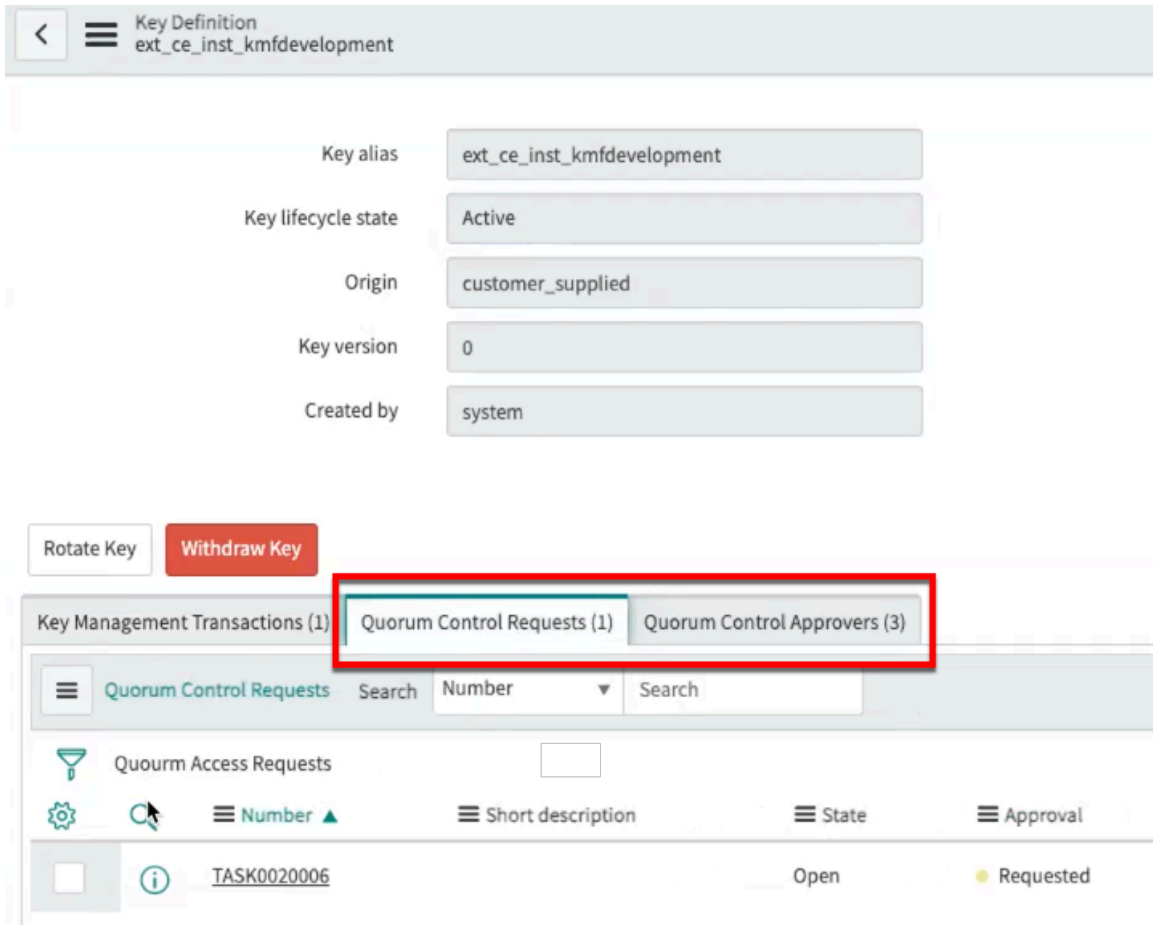 Key Definition
ext_ce_inst_kmfdevelopment
Key alias ext_ce_inst_kmfdevelopment
Key lifecycle state Active
Origin customer_supplied
Key version 0
Created by system
Rotate Key Withdraw Key
Key Management Transactions (1) Quorum Control Requests (1) Quorum Control Approvers (3)
Quorum Control Requests Search Number Search
Quourm Access Requests
Number Short description State Approval
TASK0020006 Open Requested